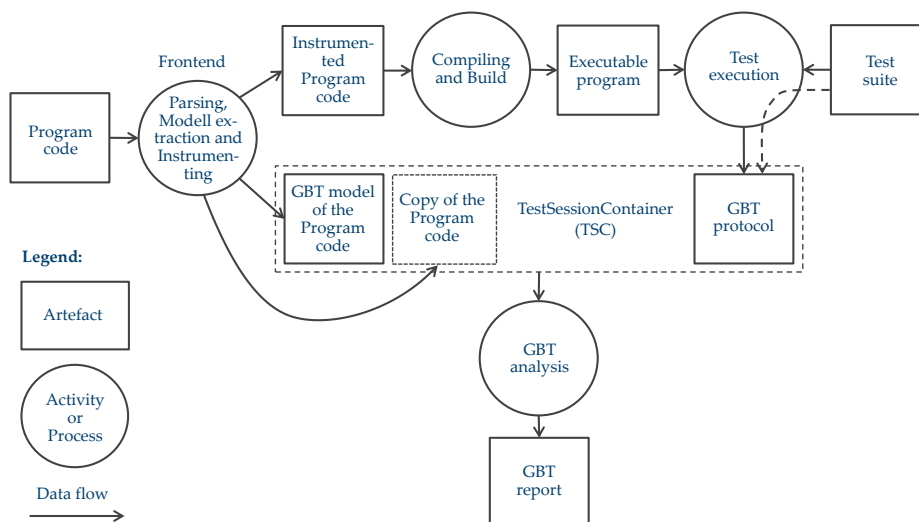 Frontend
Instrumen-
ted
Program
code
Compiling
and Build
Executable
program
Test
execution
Test
suite
Program
code
Parsing,
Modell ex-
traction and
Instrumen-
ting
GBT model
of the
Program
code
Copy of the
Program
code
TestSessionContainer
(TSC)
GBT
protocol
Legend:
Artefact
Activity
or
Process
Data flow
GBT
analysis
GBT
report